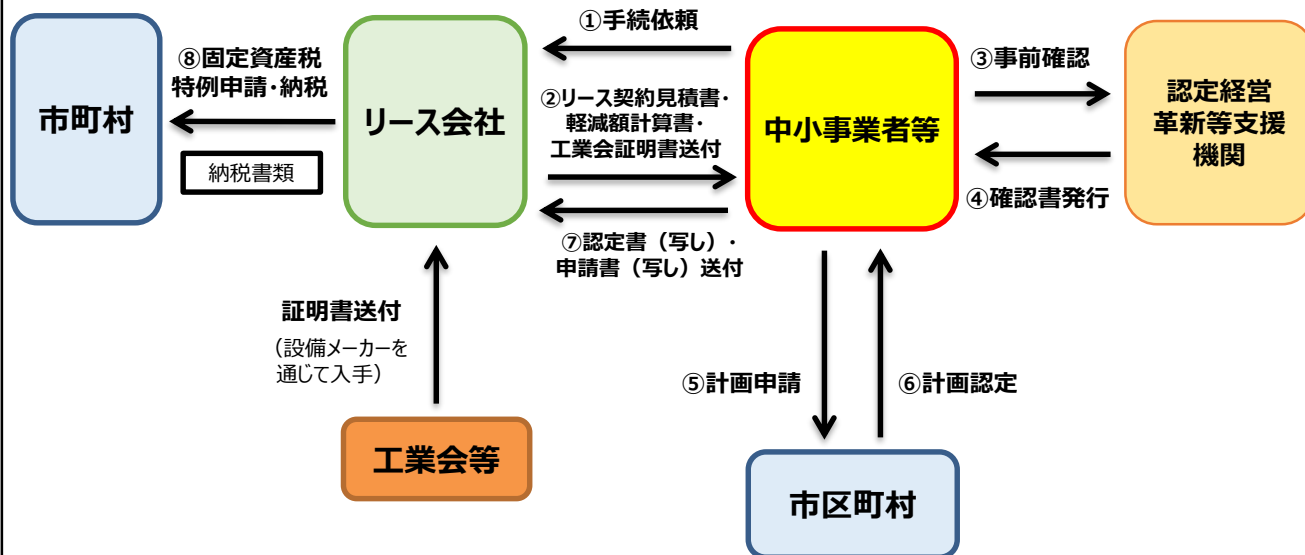 ①手続依頼
⑧固定資産税
特例申請・納税
③事前確認
市町村
リース会社
②リース契約見積書・
軽減額計算書・
工業会証明書送付
中小事業者等
認定経営
革新等支援
機関
納税書類
④確認書発行
⑦認定書（写し）・
申請書（写し）送付
証明書送付
（設備メーカーを
通じて入手）
⑤計画申請
⑥計画認定
工業会等
市区町村